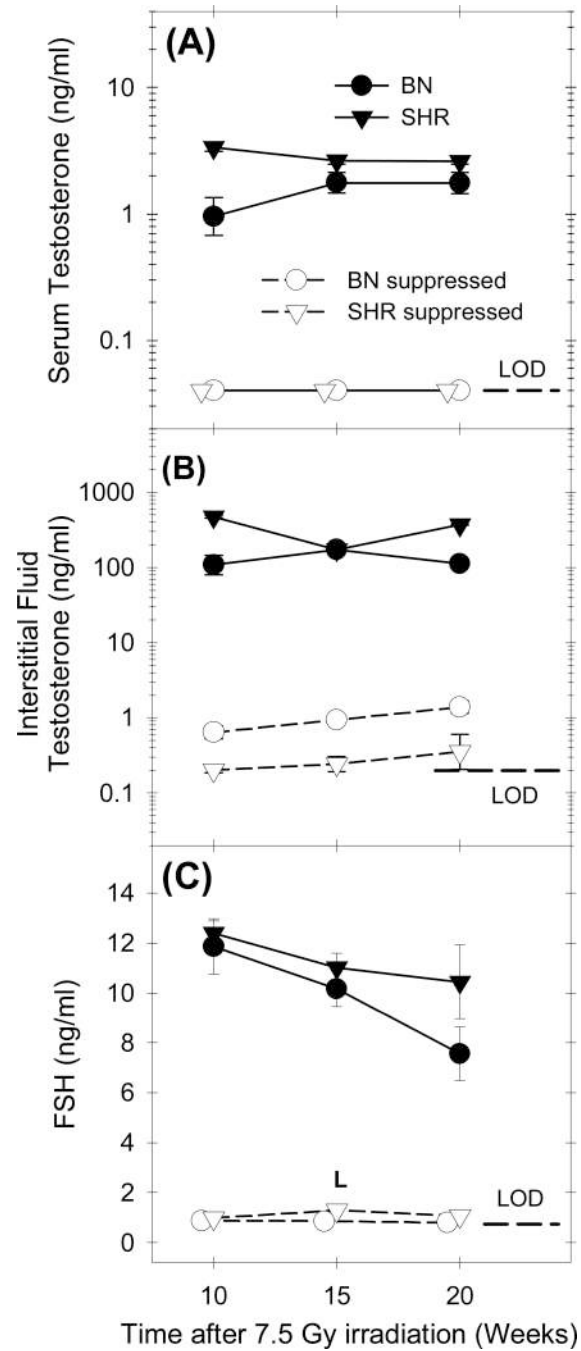 (A)
Serum Testosterone (ng/ml)
10
1
0.1
BN
SHR
BN suppressed
SHR suppressed
LOD
(B)
Interstitial Fluid
Testosterone (ng/ml)
1000
100
10
1
0.1
LOD
(C)
FSH (ng/ml)
14
12
10
8
6
4
2
0
L
LOD
10 15 20
Time after 7.5 Gy irradiation (Weeks)